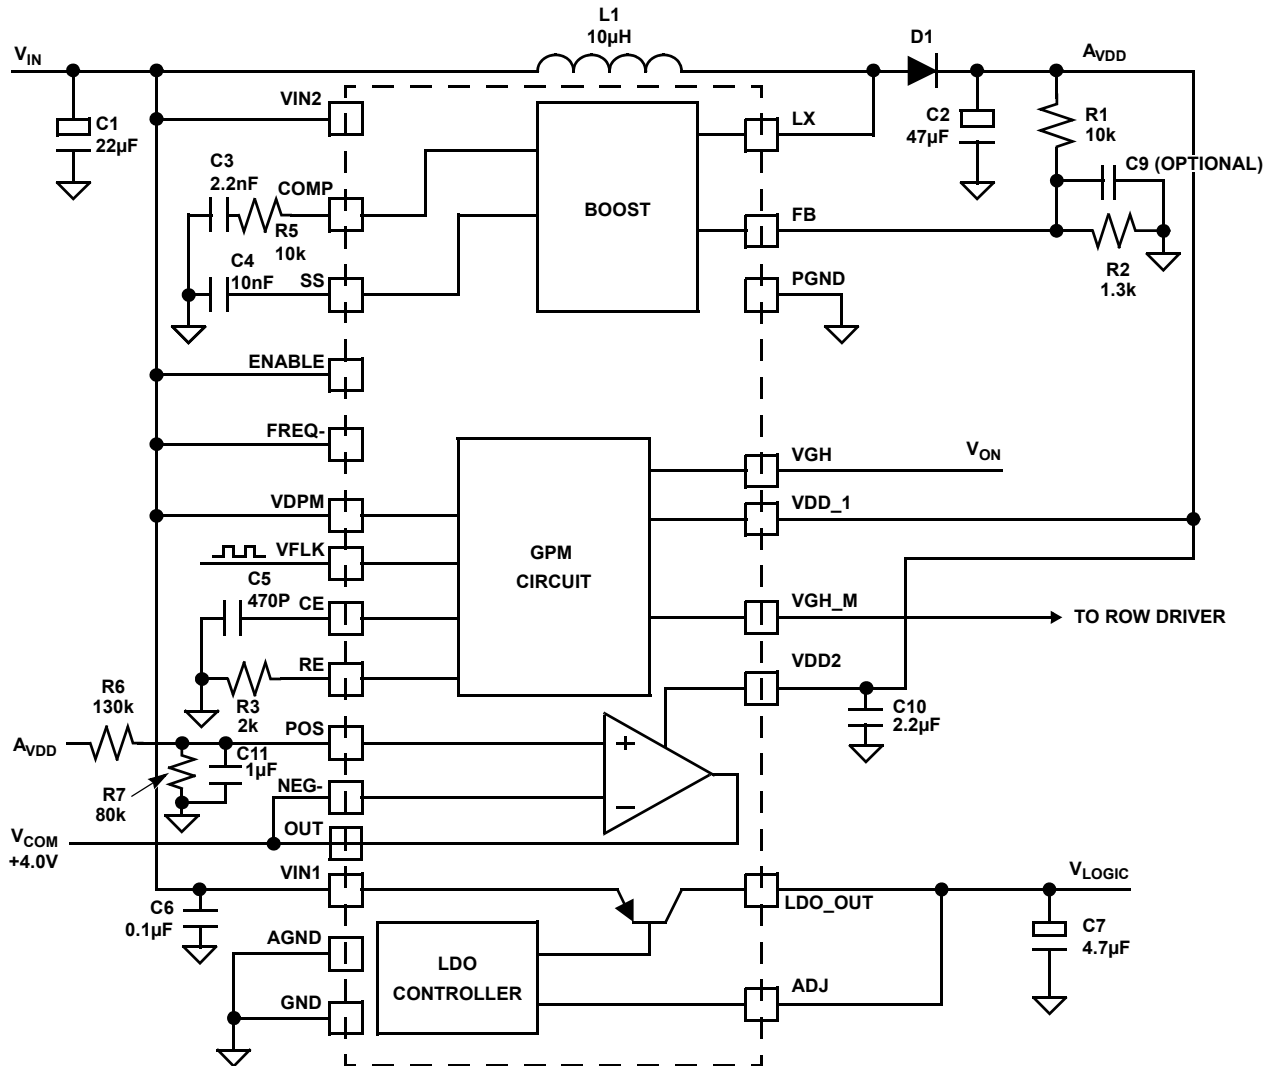 L1
10µH
VIN
D1
AVDD
VIN2
LX
C1
22µF
C2
47µF
R1
10k
C9 (OPTIONAL)
C3
2.2nF
COMP
R5
10k
BOOST
FB
C4
10nF
SS
PGND
R2
1.3k
ENABLE
FREQ-
VGH
VON
VDPM
VDD_1
VFLK
GPM
CIRCUIT
C5
470P
CE
VGH_M
TO ROW DRIVER
RE
VDD2
R3
2k
R6
130k
C10
2.2µF
POS
AVDD
+
C11
1µF
R7
80k
NEG-
−
OUT
VCOM
+4.0V
VIN1
VLOGIC
LDO_OUT
C6
0.1µF
C7
4.7µF
AGND
LDO
CONTROLLER
ADJ
GND